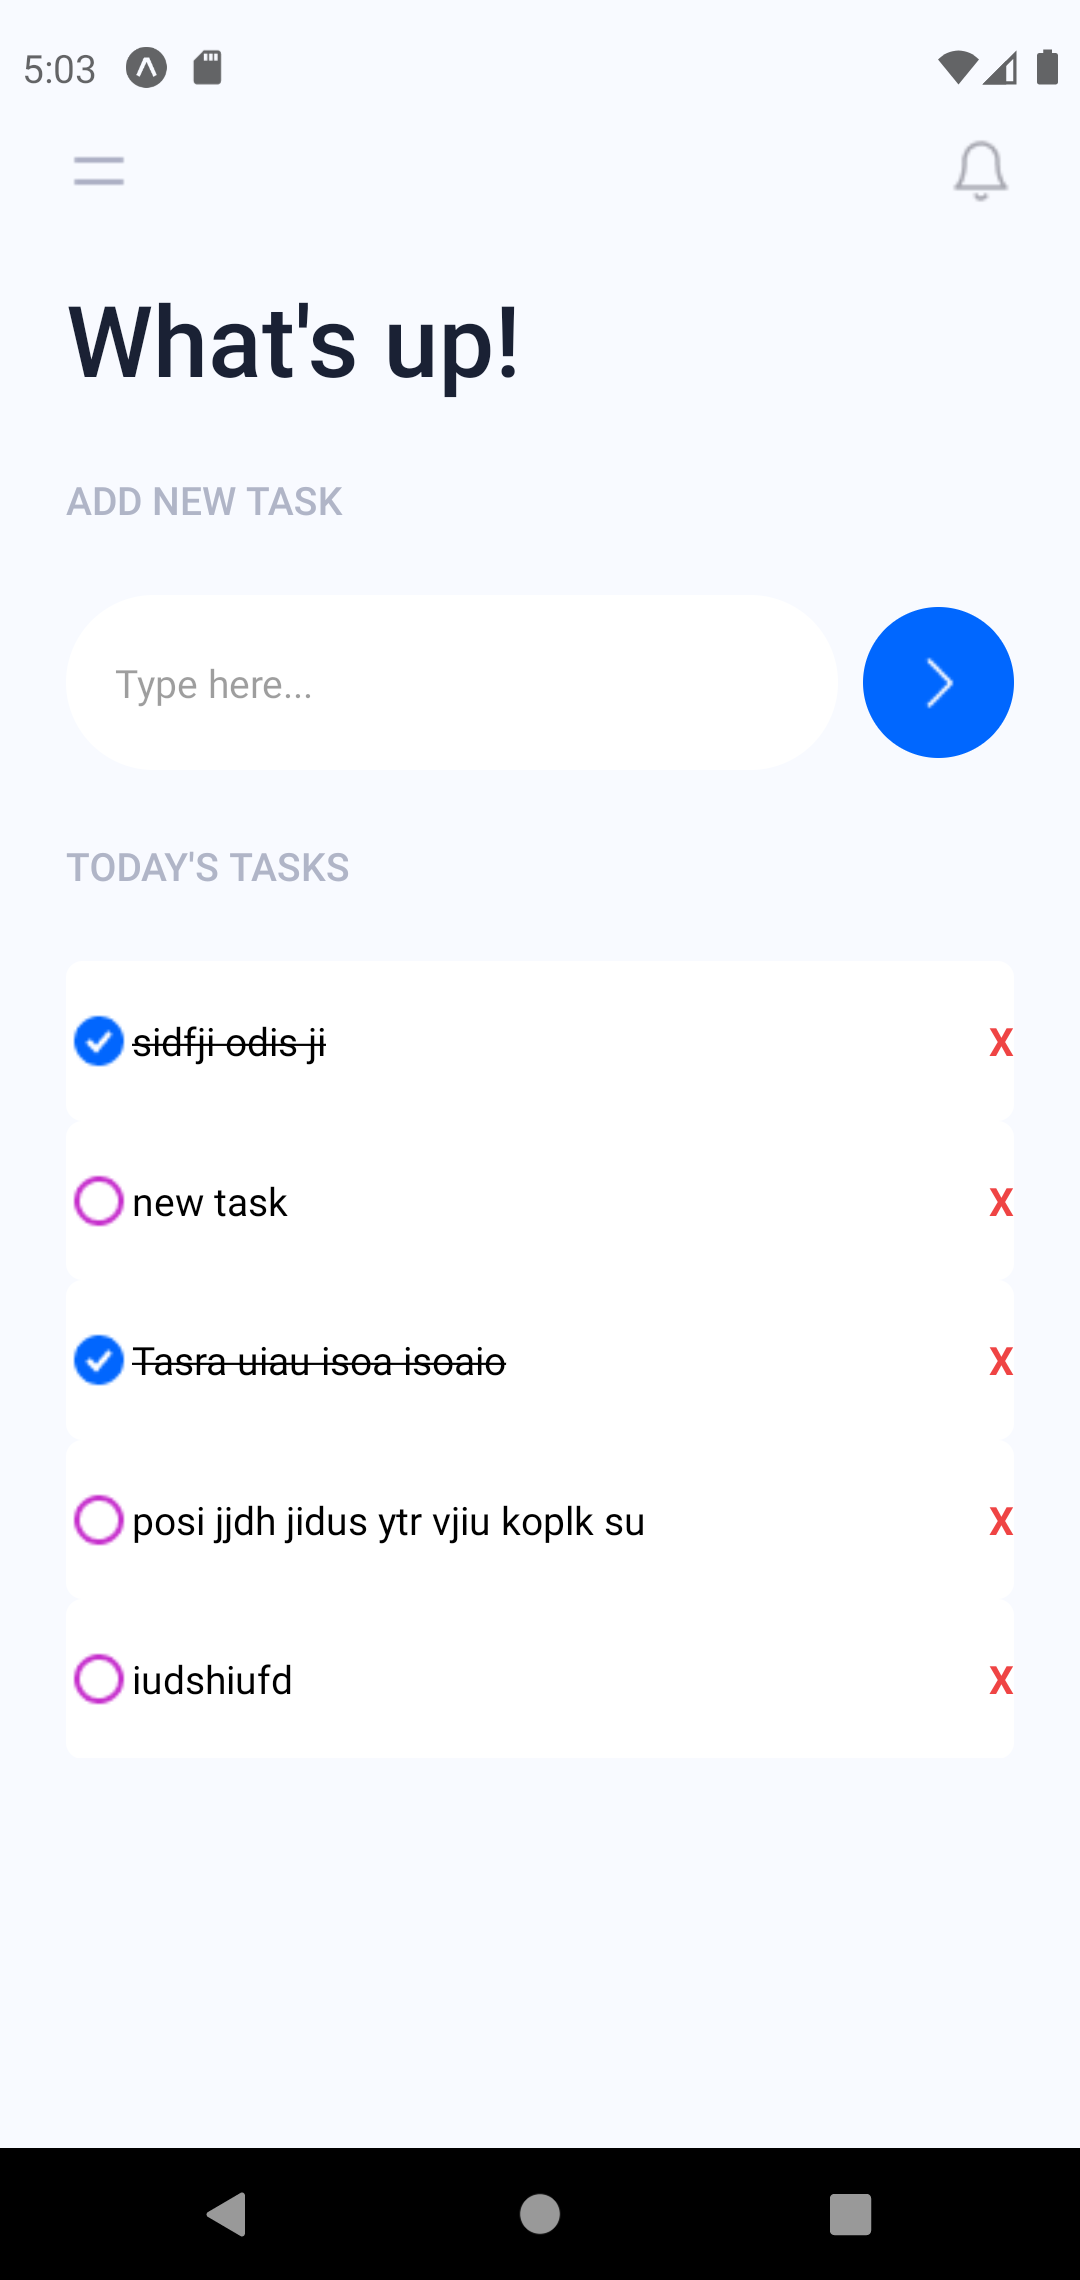 5:03
What's up!
ADD NEW TASK
Type here...
TODAY'S TASKS
sidfji odis ji X
new task X
Tasra uiau isoa isoaio X
posi jjdh jidus ytr vjiu koplk su X
iudshiufd X